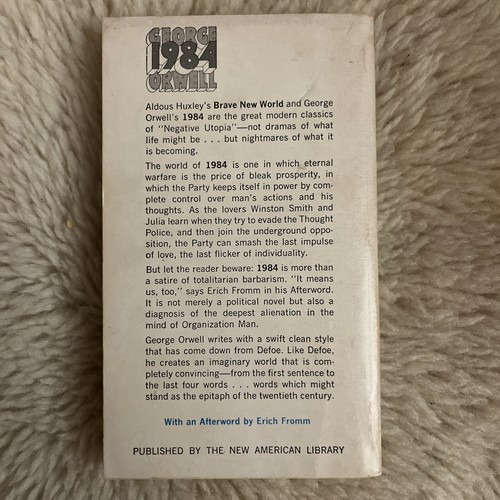 GEORGE
1984
ORWELL
Aldous Huxley's Brave New World and George
Orwell's 1984 are the great modern classics
of "Negative Utopia"—not dramas of what
life might be . . . but nightmares of what it
is becoming.
The world of 1984 is one in which eternal
warfare is the price of bleak prosperity, in
which the Party keeps itself in power by com-
plete control over man's actions and his
thoughts. As the lovers Winston Smith and
Julia learn when they try to evade the Thought
Police, and then join the underground oppo-
sition, the Party can smash the last impulse
of love, the last flicker of individuality.
But let the reader beware: 1984 is more than
a satire of totalitarian barbarism. "It means
us, too," says Erich Fromm in his Afterword.
It is not merely a political novel but also a
diagnosis of the deepest alienation in the
mind of Organization Man.
George Orwell writes with a swift clean style
that has come down from Defoe. Like Defoe,
he creates an imaginary world that is com-
pletely convincing—from the first sentence to
the last four words . . . words which might
stand as the epitaph of the twentieth century.
With an Afterword by Erich Fromm
PUBLISHED BY THE NEW AMERICAN LIBRARY